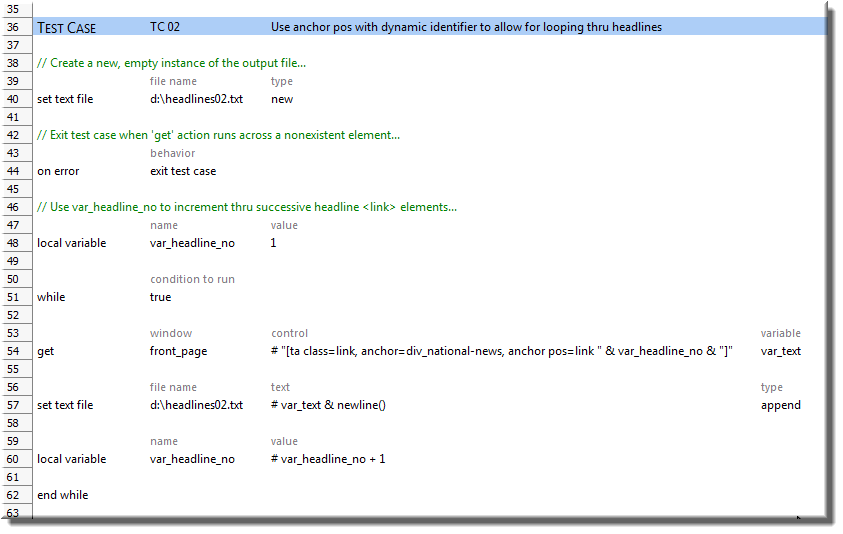 35
36 TEST CASE TC 02 Use anchor pos with dynamic identifier to allow for looping thru headlines
37
38 // Create a new, empty instance of the output file...
39 file name type
40 set text file d:\headlines02.txt new
41
42 // Exit test case when 'get' action runs across a nonexistent element...
43 behavior
44 on error exit test case
45
46 // Use var_headline_no to increment thru successive headline <link> elements...
47 name value
48 local variable var_headline_no 1
49
50 condition to run
51 while true
52
53 window control variable
54 get front_page # "[ta class=link, anchor=div_national-news, anchor pos=link " & var_headline_no & "]" var_text
55
56 file name text type
57 set text file d:\headlines02.txt # var_text & newline() append
58
59 name value
60 local variable var_headline_no # var_headline_no + 1
61
62 end while
63